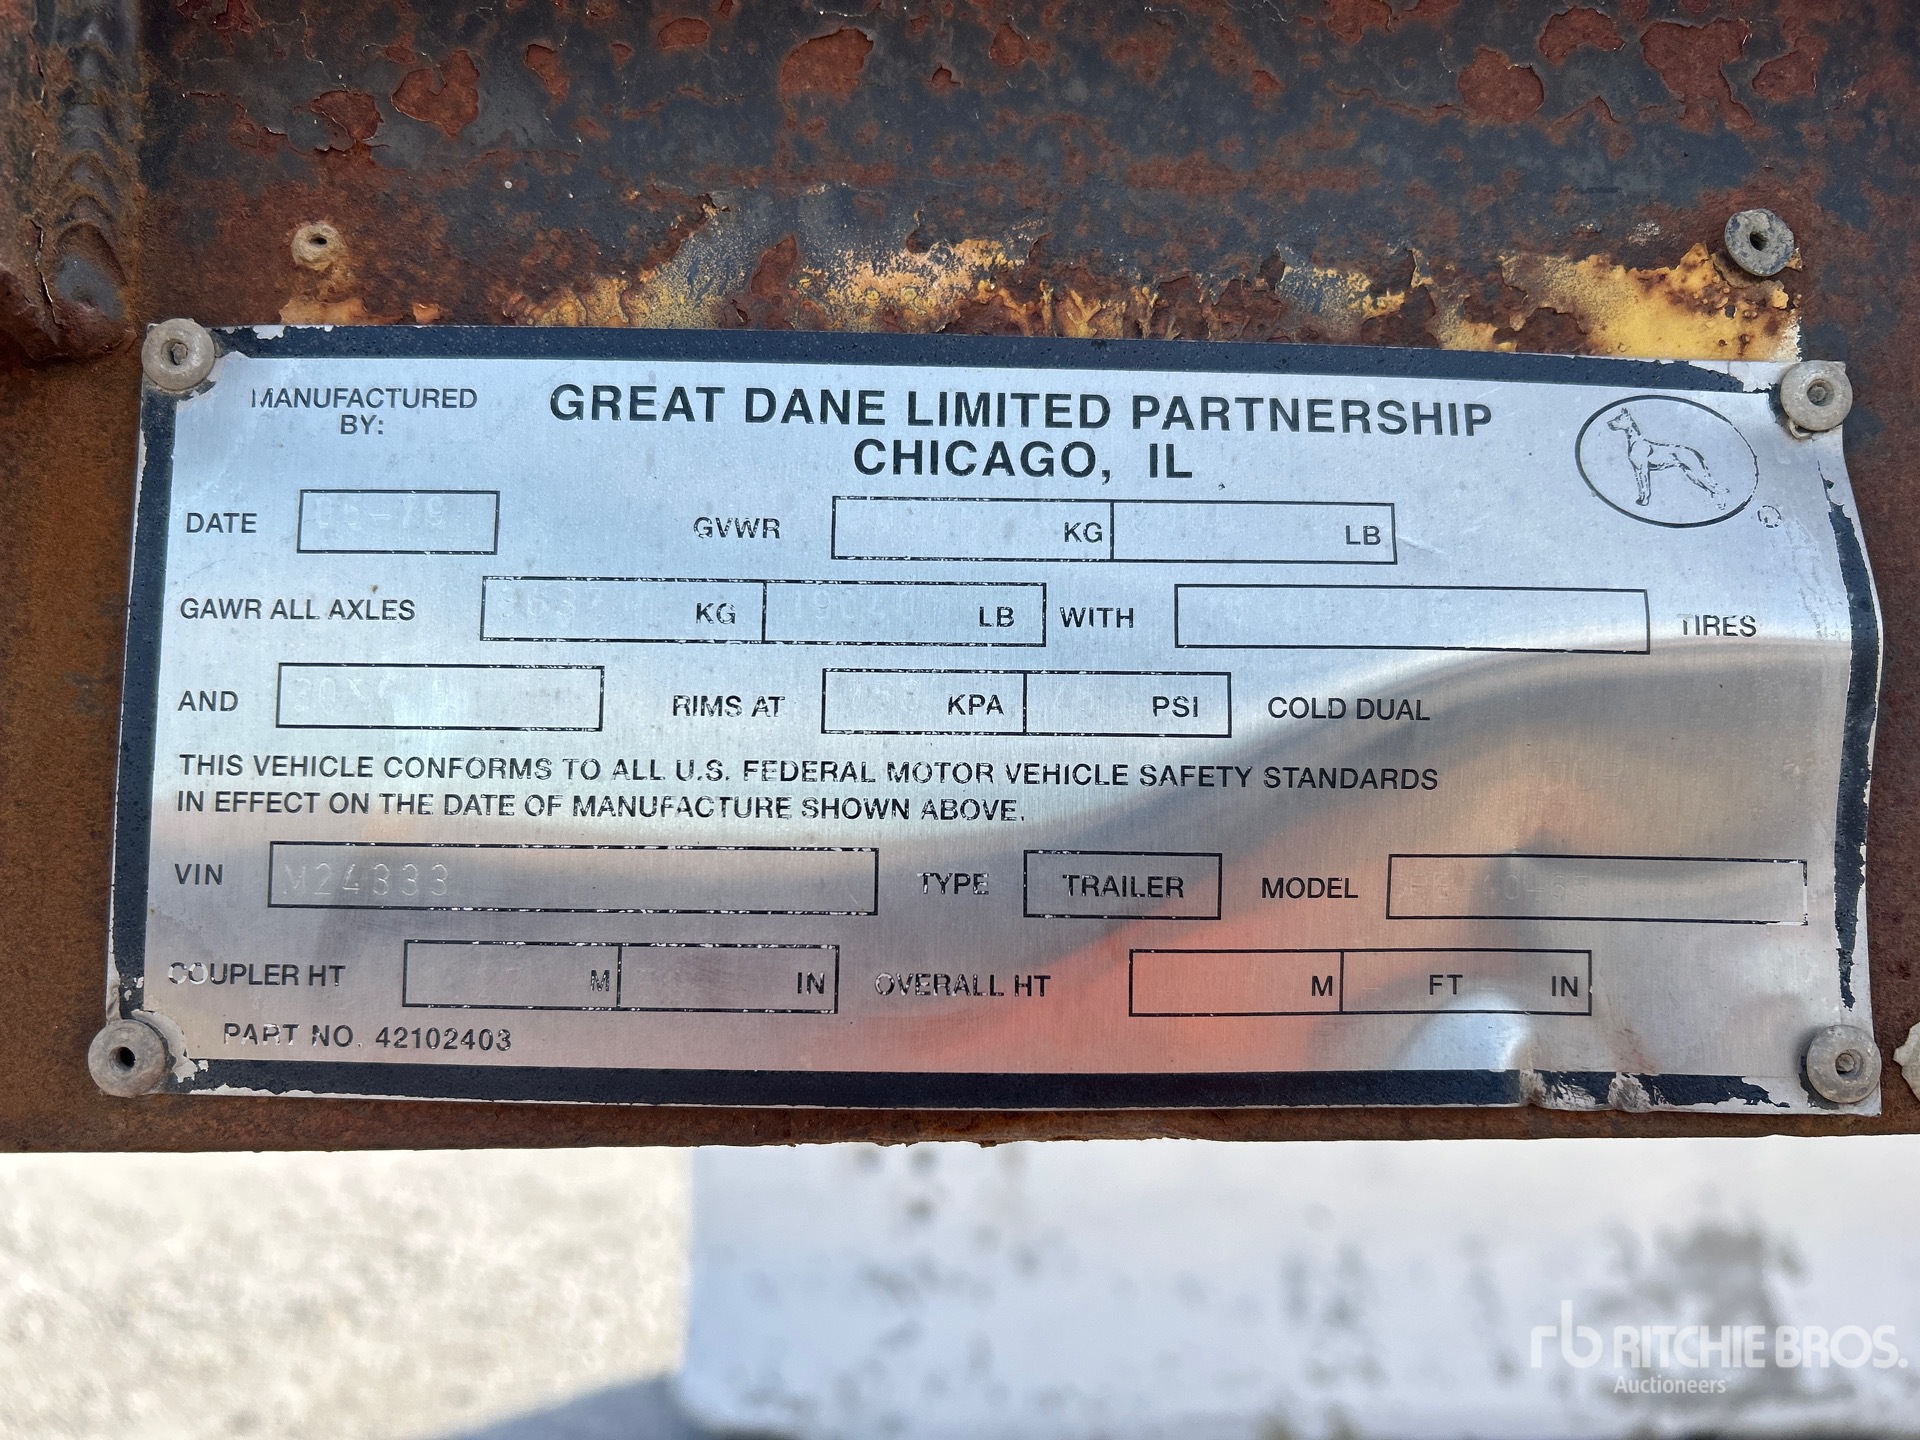 MANUFACTURED
BY:
GREAT DANE LIMITED PARTNERSHIP
CHICAGO, IL
DATE GVWR KG LB
GAWR ALL AXLES KG LB WITH TIRES
AND RIMS AT KPA PSI COLD DUAL
THIS VEHICLE CONFORMS TO ALL U.S. FEDERAL MOTOR VEHICLE SAFETY STANDARDS
IN EFFECT ON THE DATE OF MANUFACTURE SHOWN ABOVE.
VIN M24333 TYPE TRAILER MODEL
COUPLER HT M IN OVERALL HT M FT IN
PART NO. 42102403
rb RITCHIE BROS.
Auctioneers